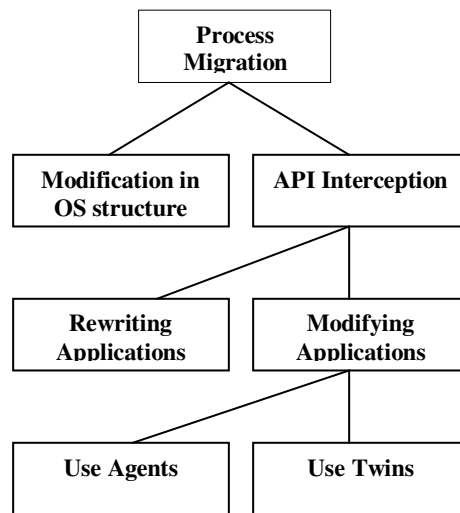 Process
Migration
Modification in
OS structure
API Interception
Rewriting
Applications
Modifying
Applications
Use Agents
Use Twins